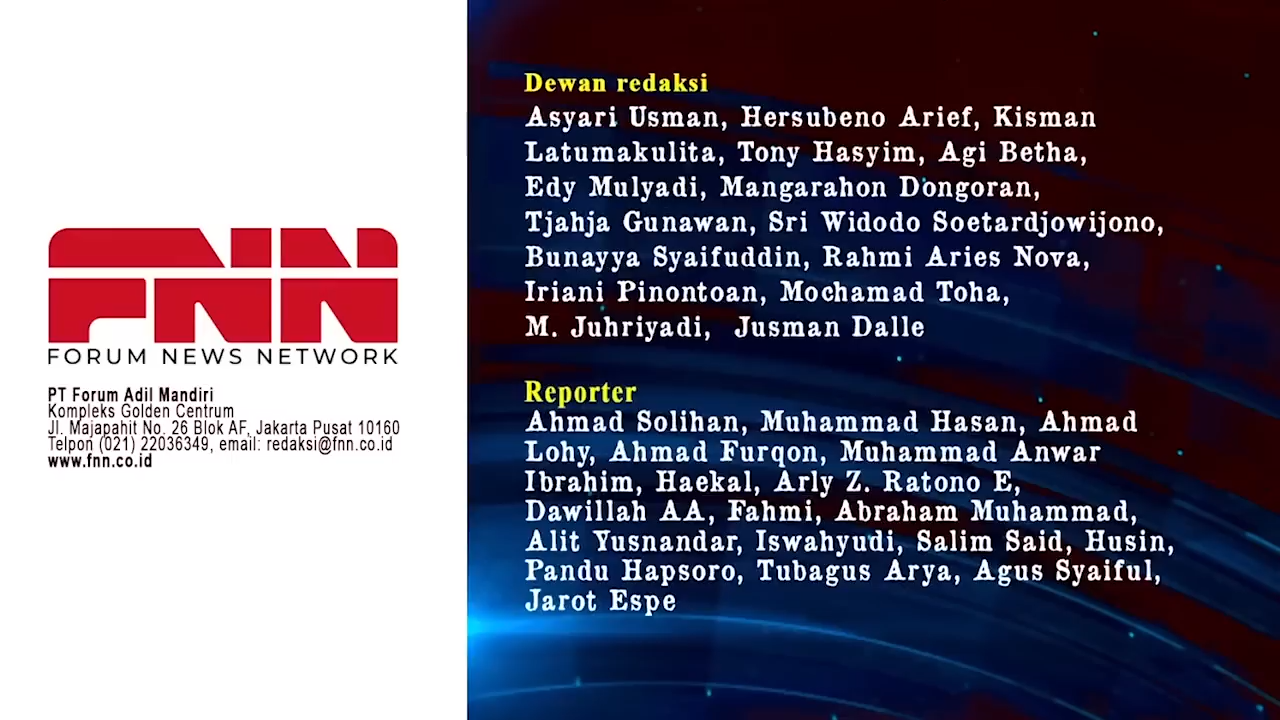 FNN
FORUM NEWS NETWORK
PT Forum Adil Mandiri
Kompleks Golden Centrum
Jl. Majapahit No. 26 Blok AF, Jakarta Pusat 10160
Telpon (021) 22036349, email: redaksi@fnn.co.id
www.fnn.co.id
Dewan redaksi
Asyari Usman, Hersubeno Arief, Kisman
Latumakulita, Tony Hasyim, Agi Betha,
Edy Mulyadi, Mangarahon Dongoran,
Tjahja Gunawan, Sri Widodo Soetardjowijono,
Bunayya Syaifuddin, Rahmi Aries Nova,
Iriani Pinontoan, Mochamad Toha,
M. Juhriyadi,  Jusman Dalle
Reporter
Ahmad Solihan, Muhammad Hasan, Ahmad
Lohy, Ahmad Furqon, Muhammad Anwar
Ibrahim, Haekal, Arly Z. Ratono E,
Dawillah AA, Fahmi, Abraham Muhammad,
Alit Yusnandar, Iswahyudi, Salim Said, Husin,
Pandu Hapsoro, Tubagus Arya, Agus Syaiful,
Jarot Espe